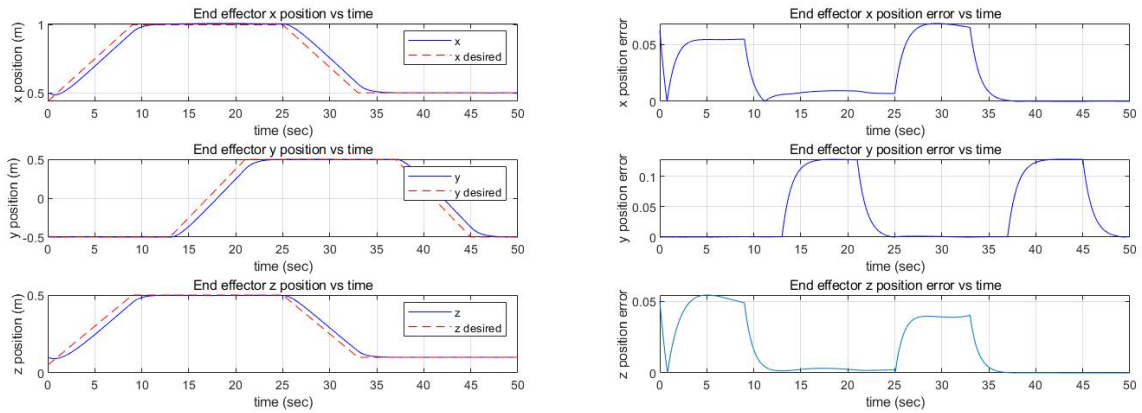 End effector x position vs time
x position (m)
1
0.5
x
x desired
0 5 10 15 20 25 30 35 40 45 50
time (sec)
End effector x position error vs time
x position error
0.05
0
0 5 10 15 20 25 30 35 40 45 50
time (sec)
End effector y position vs time
y position (m)
0.5
0
-0.5
y
y desired
0 5 10 15 20 25 30 35 40 45 50
time (sec)
End effector y position error vs time
y position error
0.1
0.05
0
0 5 10 15 20 25 30 35 40 45 50
time (sec)
End effector z position vs time
z position (m)
0.5
0
z
z desired
0 5 10 15 20 25 30 35 40 45 50
time (sec)
End effector z position error vs time
z position error
0.05
0
0 5 10 15 20 25 30 35 40 45 50
time (sec)